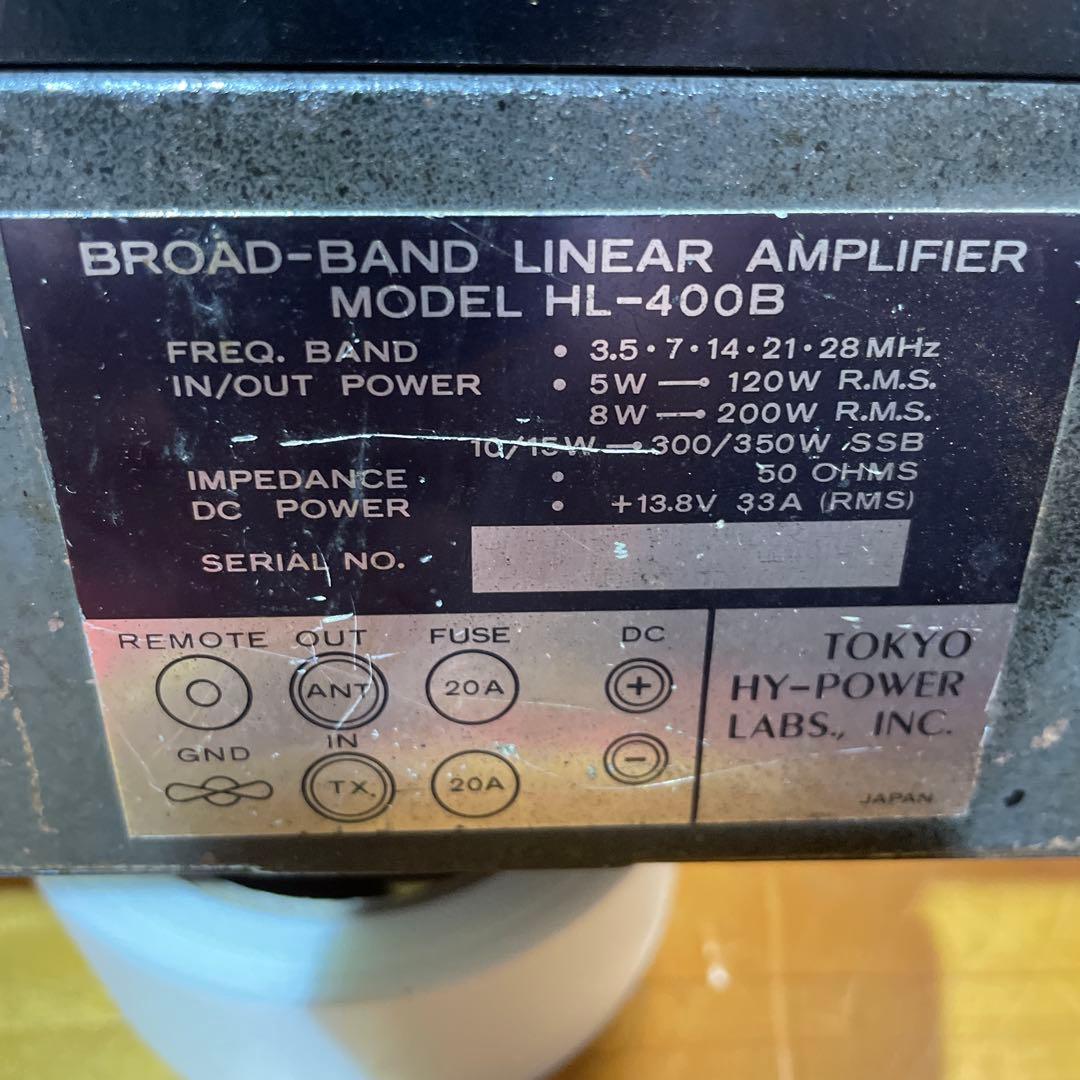 BROAD-BAND LINEAR AMPLIFIER
MODEL HL-400B
FREQ. BAND • 3.5・7・14・21・28 MHz
IN/OUT POWER • 5W → 120W R.M.S.
8W → 200W R.M.S.
10/15W → 300/350W SSB
IMPEDANCE • 50 OHMS
DC POWER • +13.8V 33A (RMS)
SERIAL NO. •
REMOTE OUT FUSE DC
ANT 20A +
GND IN
TX. 20A −
TOKYO
HY-POWER
LABS., INC.
JAPAN